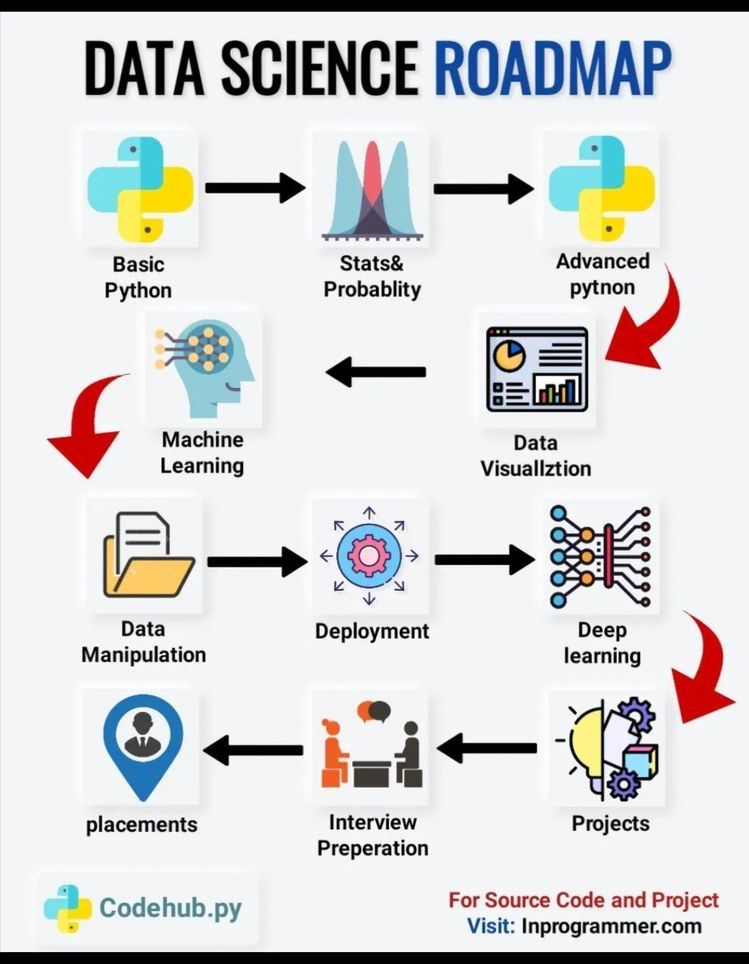 DATA SCIENCE ROADMAP
Basic
Python
Stats&
Probablity
Advanced
pytnon
Data
Visuallztion
Machine
Learning
Data
Manipulation
Deployment
Deep
learning
Projects
Interview
Preperation
placements
Codehub.py
For Source Code and Project
Visit: Inprogrammer.com